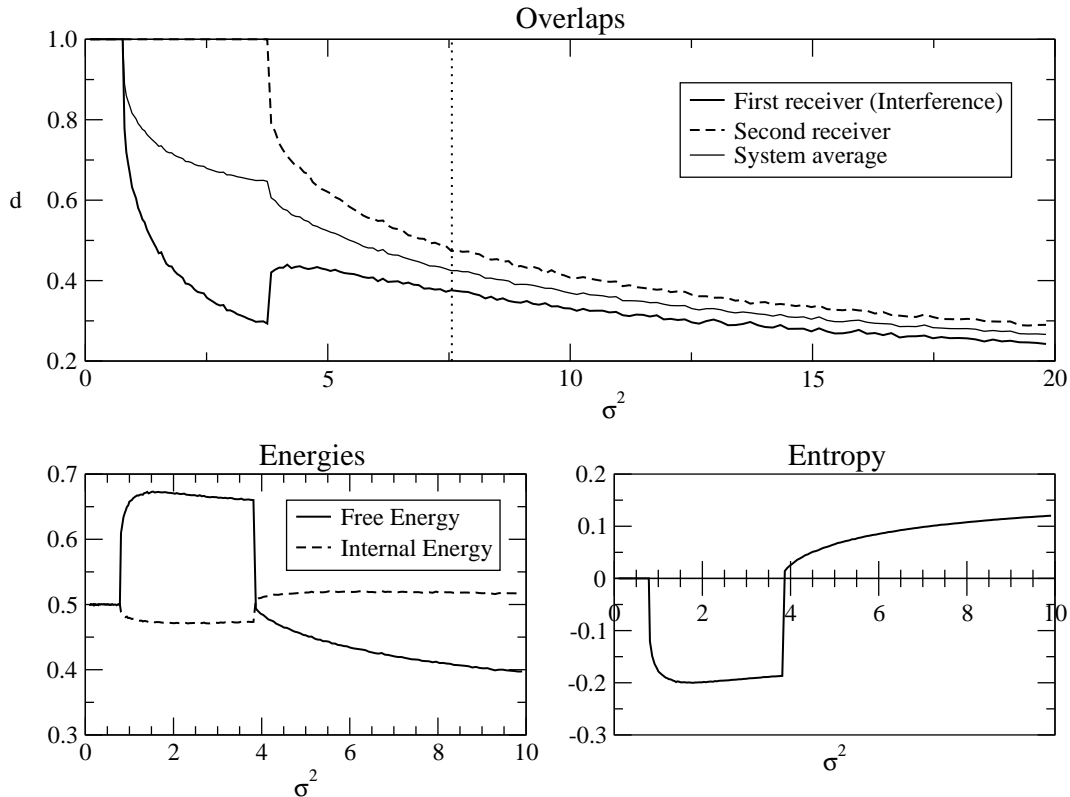 Overlaps
1.0
0.8
0.6
0.4
0.2
d
First receiver (Interference)
Second receiver
System average
0 5 10 15 20
σ²
Energies
0.7
0.6
0.5
0.4
0.3
Free Energy
Internal Energy
0 2 4 6 8 10
σ²
Entropy
0.2
0.1
0
-0.1
-0.2
-0.3
0 2 4 6 8 10
σ²